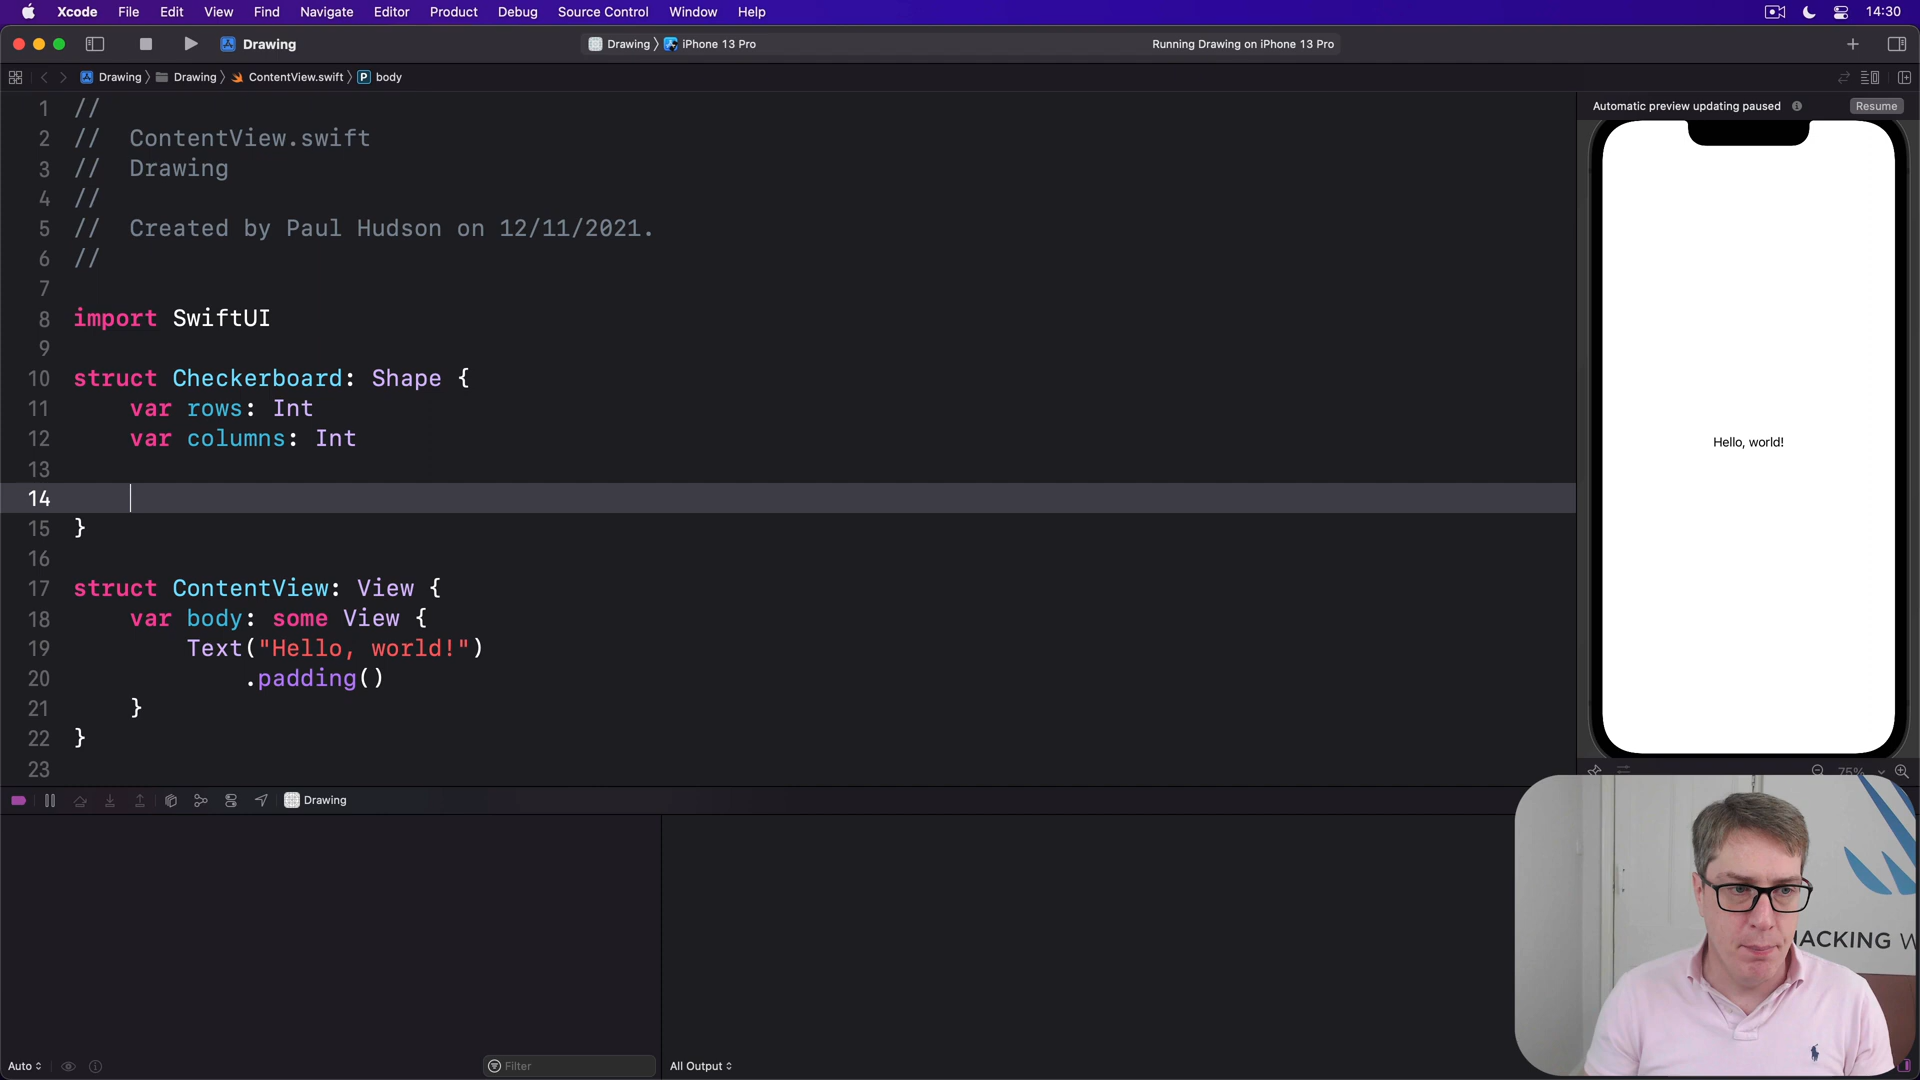 Xcode File Edit View Find Navigate Editor Product Debug Source Control Window Help 14:30
Drawing Drawing iPhone 13 Pro Running Drawing on iPhone 13 Pro
Drawing Drawing ContentView.swift P body
Automatic preview updating paused Resume
1 //
2 // ContentView.swift
3 // Drawing
4 //
5 // Created by Paul Hudson on 12/11/2021.
6 //
7
8 import SwiftUI
9
10 struct Checkerboard: Shape {
11 var rows: Int
12 var columns: Int
13
14
15 }
16
17 struct ContentView: View {
18 var body: some View {
19 Text("Hello, world!")
20 .padding()
21 }
22 }
23
Hello, world!
75%
Drawing
HACKING W
Auto Filter All Output